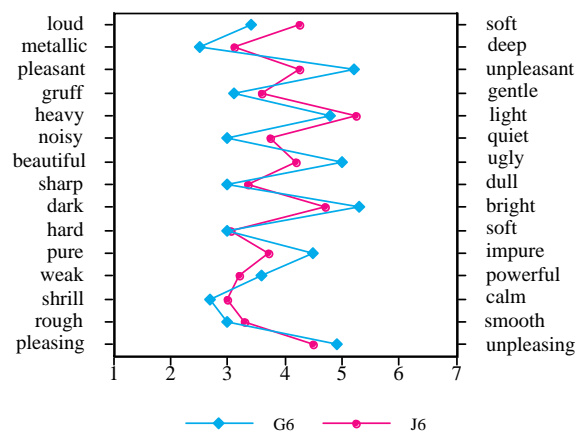 loud soft
metallic deep
pleasant unpleasant
gruff gentle
heavy light
noisy quiet
beautiful ugly
sharp dull
dark bright
hard soft
pure impure
weak powerful
shrill calm
rough smooth
pleasing unpleasing
1 2 3 4 5 6 7
G6 J6